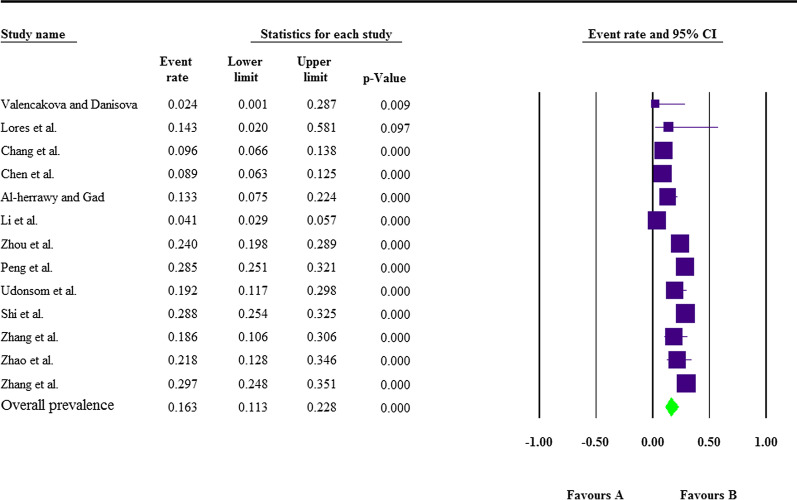 Study name Statistics for each study Event rate and 95% CI
Event rate Lower limit Upper limit p-Value
Valencakova and Danisova 0.024 0.001 0.287 0.009
Lores et al. 0.143 0.020 0.581 0.097
Chang et al. 0.096 0.066 0.138 0.000
Chen et al. 0.089 0.063 0.125 0.000
Al-herrawy and Gad 0.133 0.075 0.224 0.000
Li et al. 0.041 0.029 0.057 0.000
Zhou et al. 0.240 0.198 0.289 0.000
Peng et al. 0.285 0.251 0.321 0.000
Udonsom et al. 0.192 0.117 0.298 0.000
Shi et al. 0.288 0.254 0.325 0.000
Zhang et al. 0.186 0.106 0.306 0.000
Zhao et al. 0.218 0.128 0.346 0.000
Zhang et al. 0.297 0.248 0.351 0.000
Overall prevalence 0.163 0.113 0.228 0.000
-1.00 -0.50 0.00 0.50 1.00
Favours A Favours B